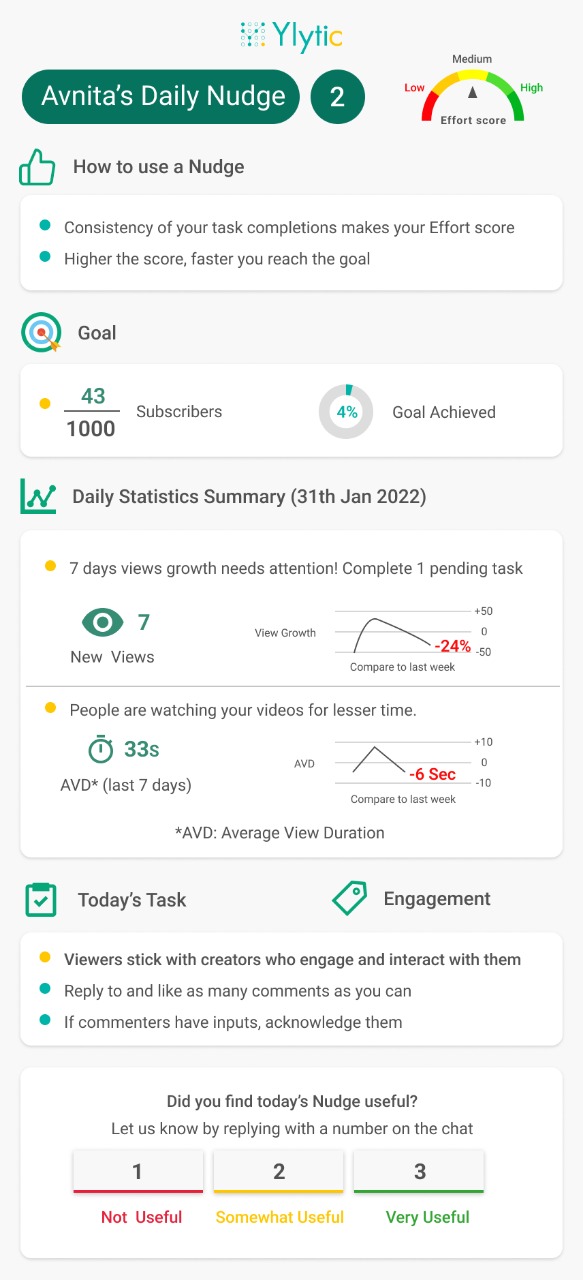 Ylytic
Avnita's Daily Nudge
2
Medium
Low
High
Effort score
How to use a Nudge
Consistency of your task completions makes your Effort score
Higher the score, faster you reach the goal
Goal
43
1000
Subscribers
4%
Goal Achieved
Daily Statistics Summary (31th Jan 2022)
7 days views growth needs attention! Complete 1 pending task
7
New Views
View Growth
+50
0
-50
-24%
Compare to last week
People are watching your videos for lesser time.
33s
AVD* (last 7 days)
AVD
+10
0
-10
-6 Sec
Compare to last week
*AVD: Average View Duration
Today's Task
Engagement
Viewers stick with creators who engage and interact with them
Reply to and like as many comments as you can
If commenters have inputs, acknowledge them
Did you find today's Nudge useful?
Let us know by replying with a number on the chat
1
2
3
Not Useful
Somewhat Useful
Very Useful